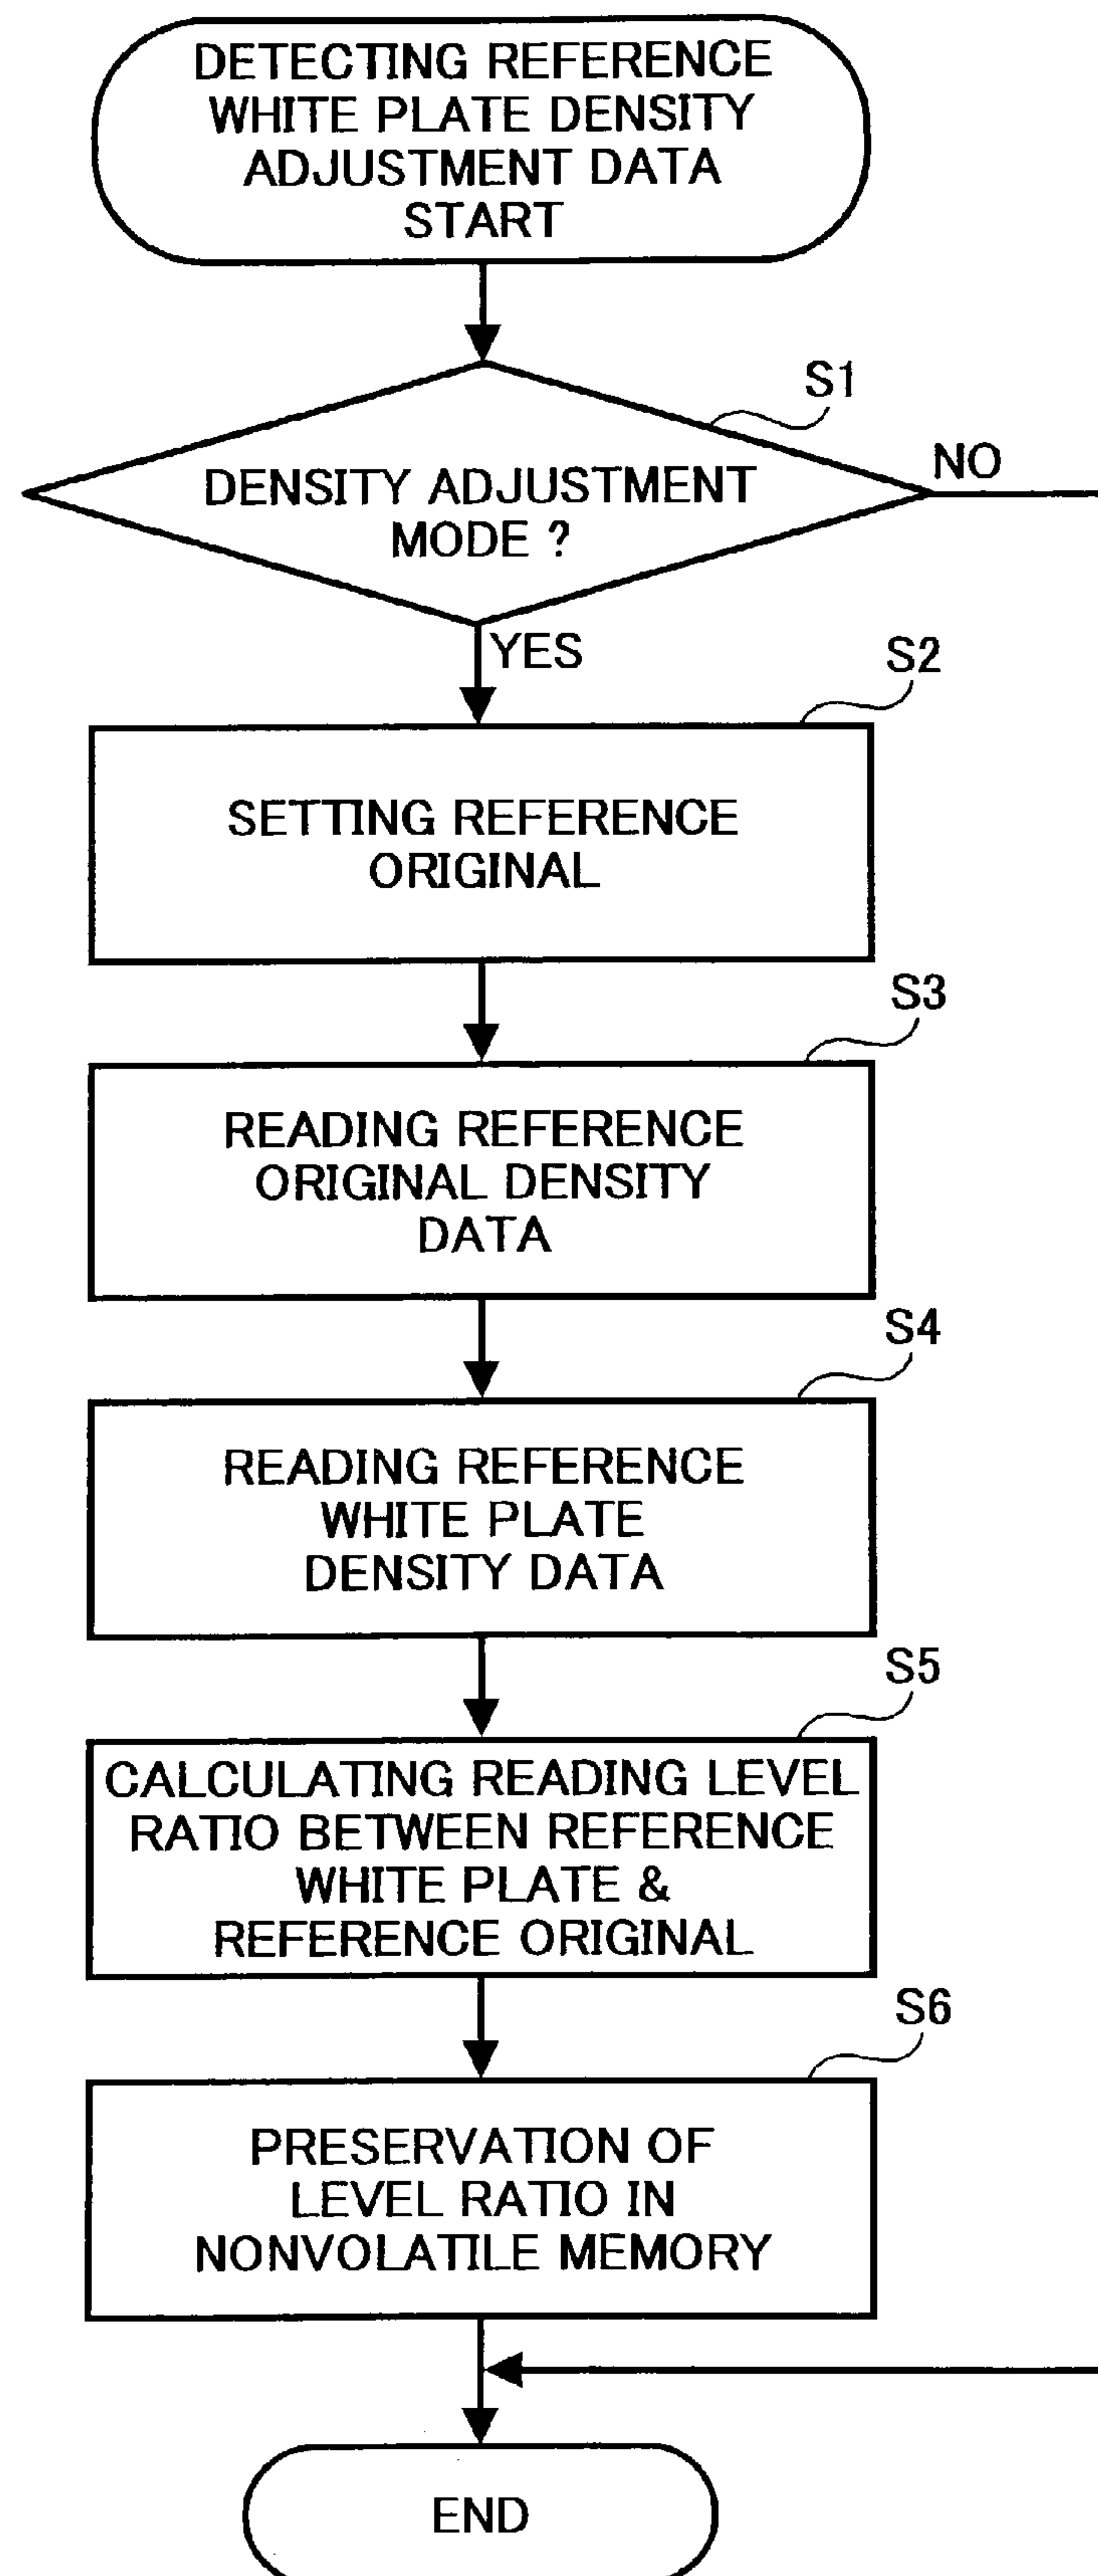 DETECTING REFERENCE
WHITE PLATE DENSITY
ADJUSTMENT DATA
START
S1
DENSITY ADJUSTMENT
MODE ?
NO
YES
S2
SETTING REFERENCE
ORIGINAL
S3
READING REFERENCE
ORIGINAL DENSITY
DATA
S4
READING REFERENCE
WHITE PLATE
DENSITY DATA
S5
CALCULATING READING LEVEL
RATIO BETWEEN REFERENCE
WHITE PLATE &
REFERENCE ORIGINAL
S6
PRESERVATION OF
LEVEL RATIO IN
NONVOLATILE MEMORY
END